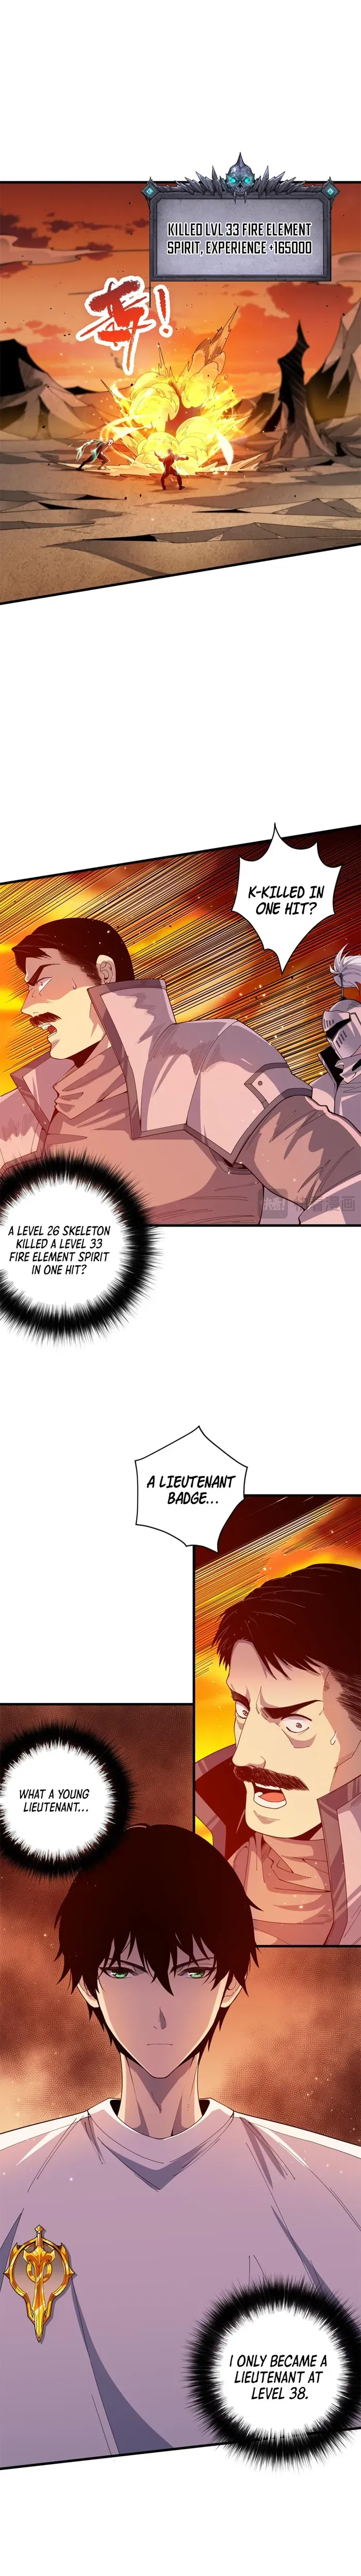 KILLED LVL 33 FIRE ELEMENT
SPIRIT, EXPERIENCE +165000
K-KILLED IN
ONE HIT?
A LEVEL 26 SKELETON
KILLED A LEVEL 33
FIRE ELEMENT SPIRIT
IN ONE HIT?
A LIEUTENANT
BADGE...
WHAT A YOUNG
LIEUTENANT...
I ONLY BECAME A
LIEUTENANT AT
LEVEL 38.